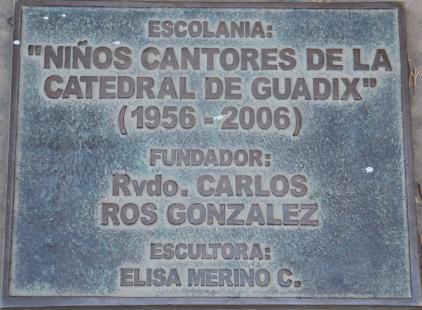 ESCOLANIA:
"NIÑOS CANTORES DE LA
CATEDRAL DE GUADIX"
(1956 - 2006)
FUNDADOR:
Rvdo. CARLOS
ROS GONZALEZ
ESCULTORA:
ELISA MERINO C.